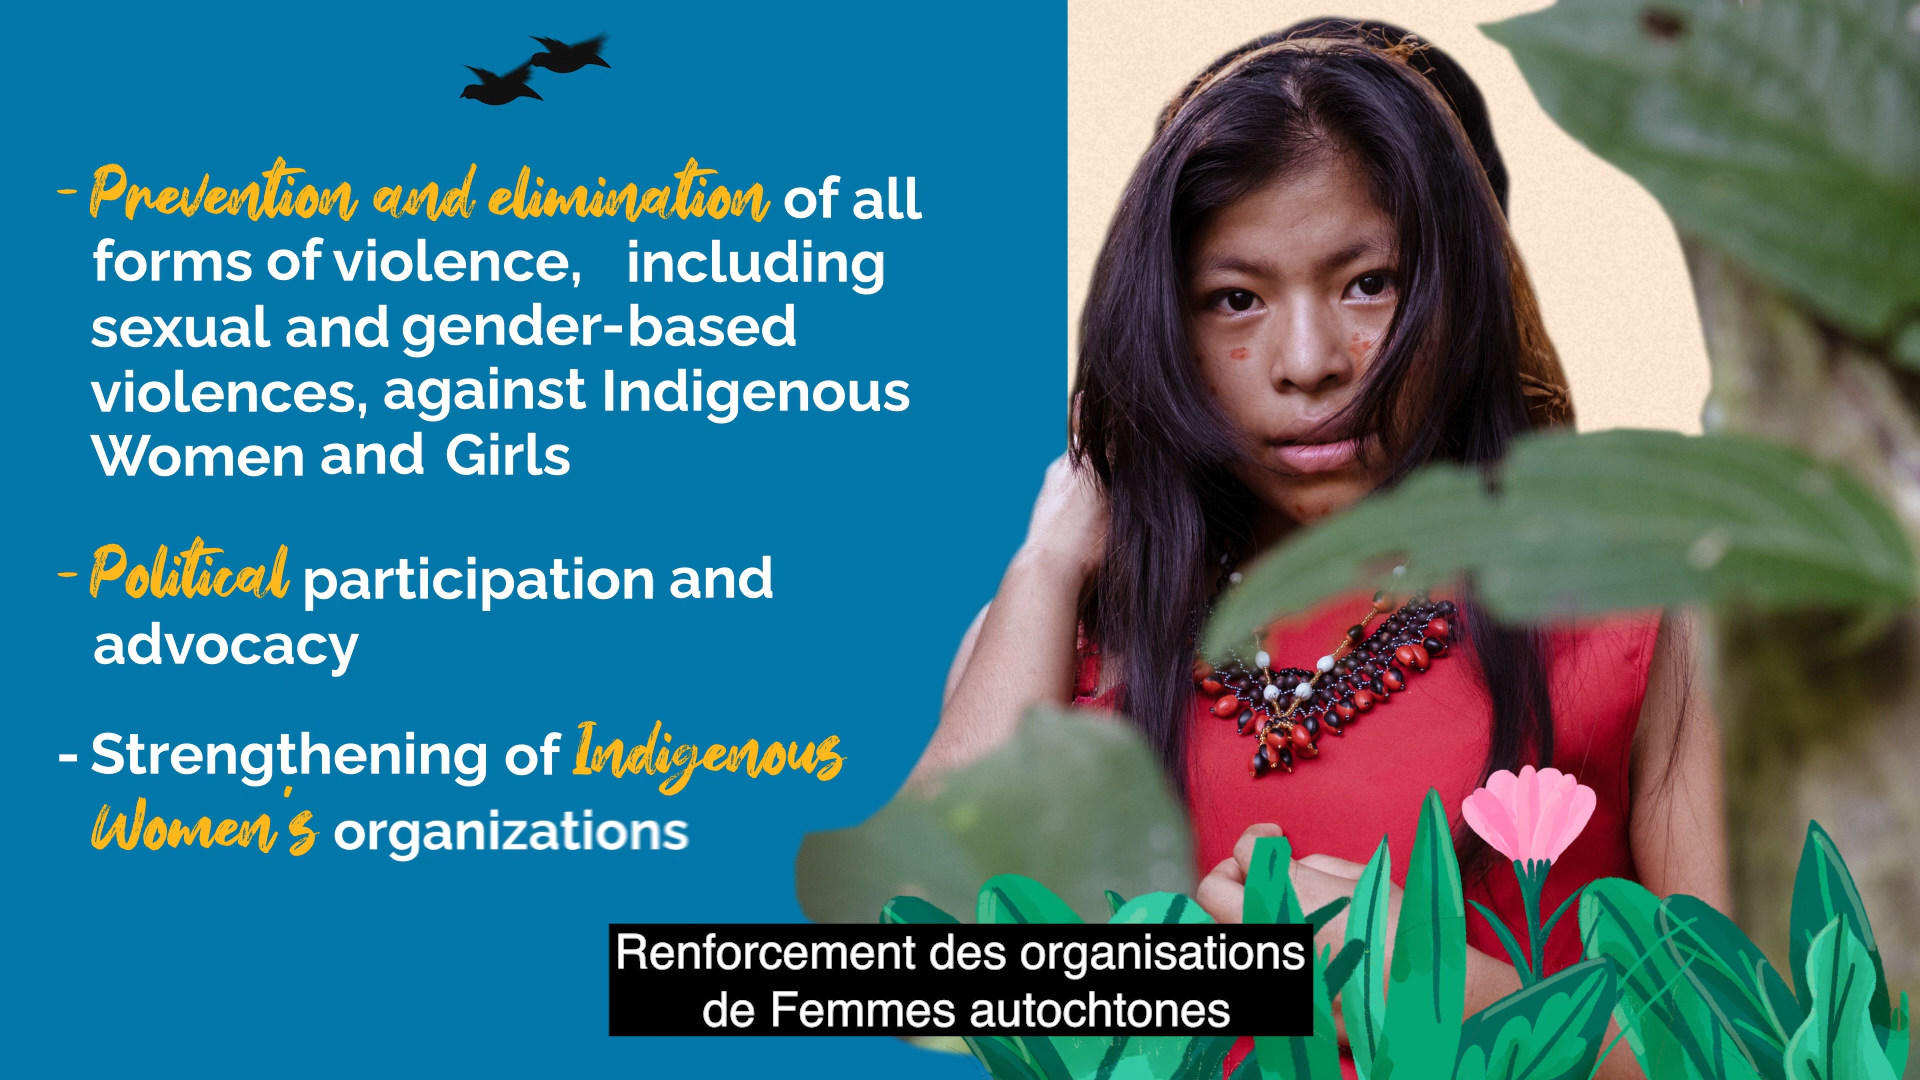 - Prevention and elimination of all
forms of violence, including
sexual and gender-based
violences, against Indigenous
Women and Girls
- Political participation and
advocacy
- Strengthening of Indigenous
Women's organizations
Renforcement des organisations
de Femmes autochtones